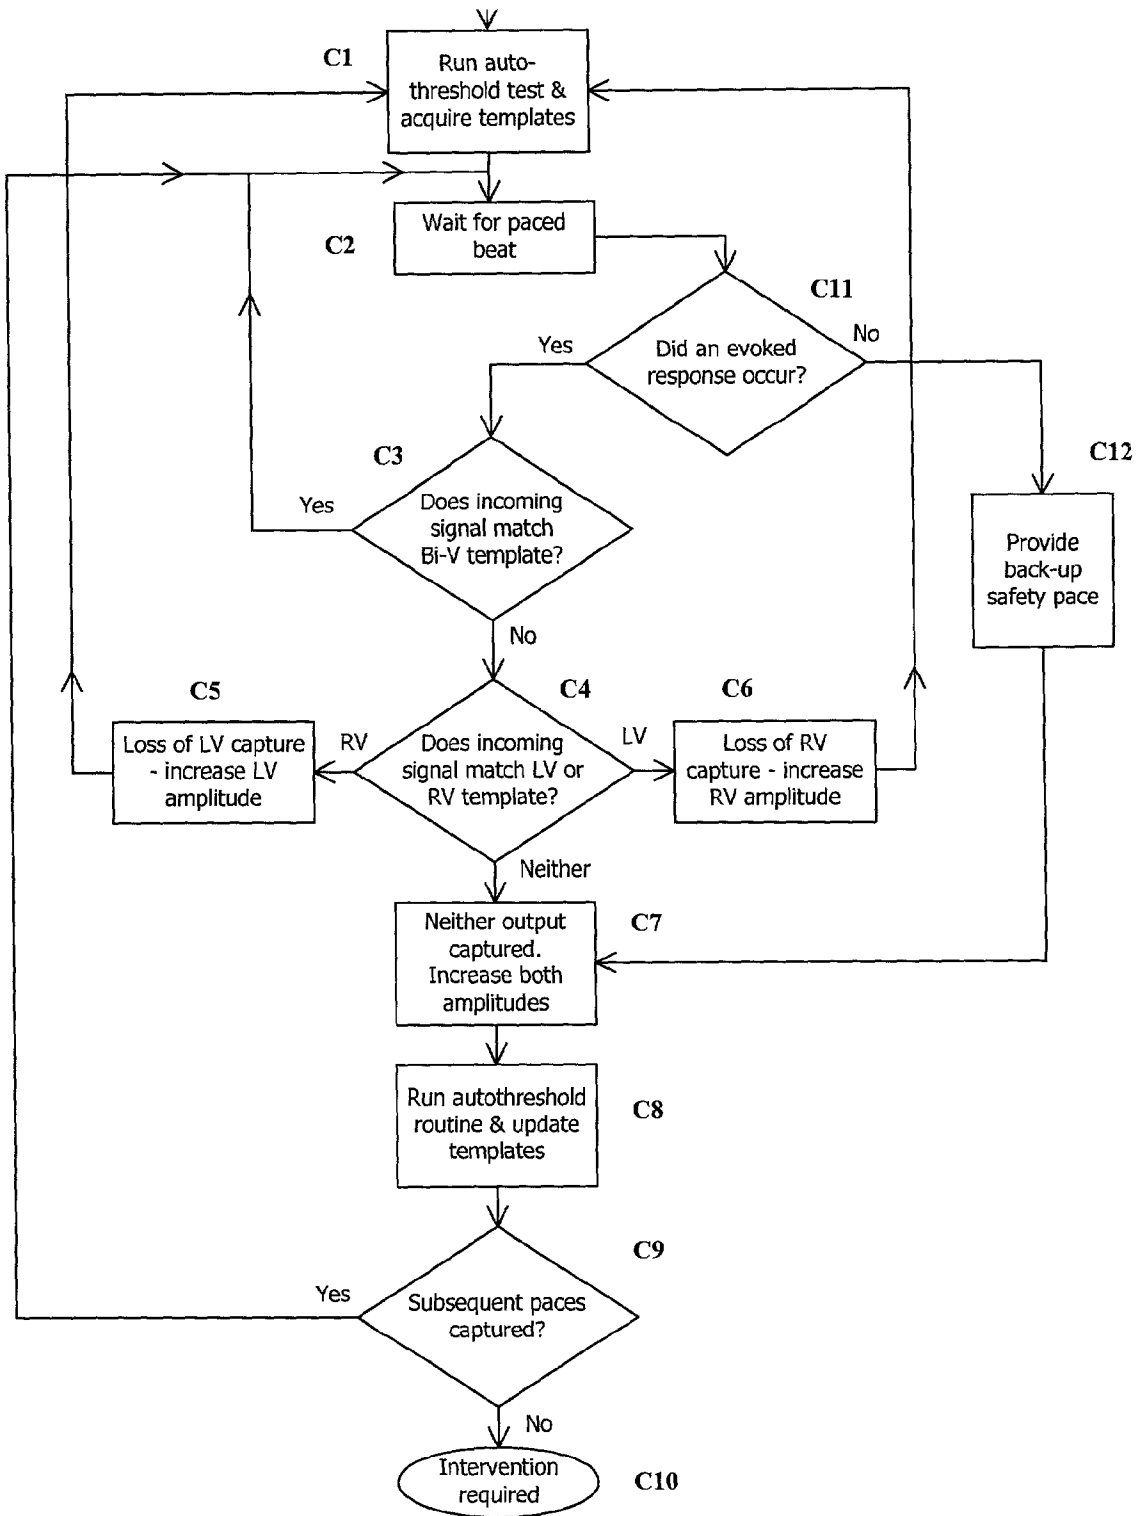 C1
Run auto-
threshold test &
acquire templates
C2
Wait for paced
beat
C11
Did an evoked
response occur?
Yes
No
C12
Provide
back-up
safety pace
C3
Does incoming
signal match
Bi-V template?
Yes
No
C4
Does incoming
signal match LV or
RV template?
RV
LV
Neither
C5
Loss of LV capture
- increase LV
amplitude
C6
Loss of RV
capture - increase
RV amplitude
C7
Neither output
captured.
Increase both
amplitudes
C8
Run autothreshold
routine & update
templates
C9
Subsequent paces
captured?
Yes
No
C10
Intervention
required